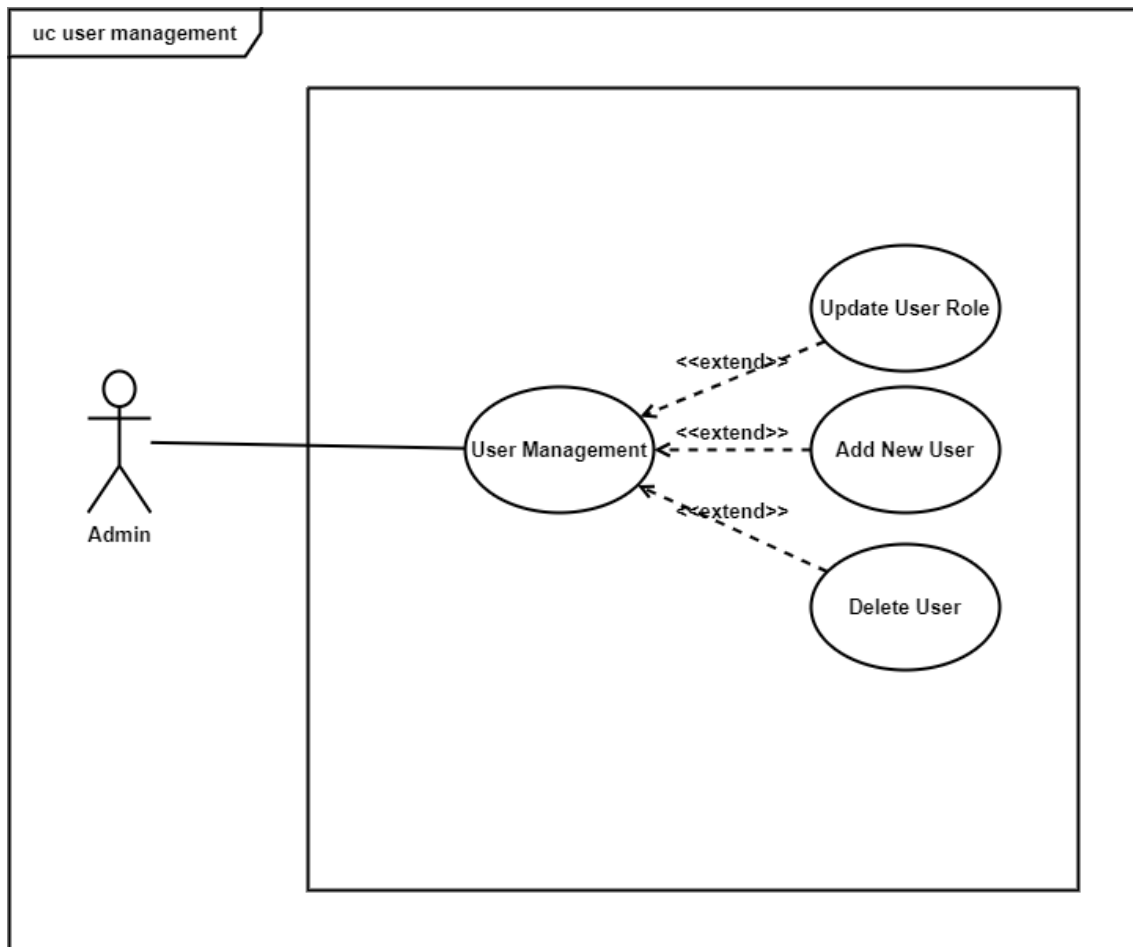 uc user management
Update User Role
<<extend>>
<<extend>>
User Management
Add New User
<<extend>>
Admin
Delete User